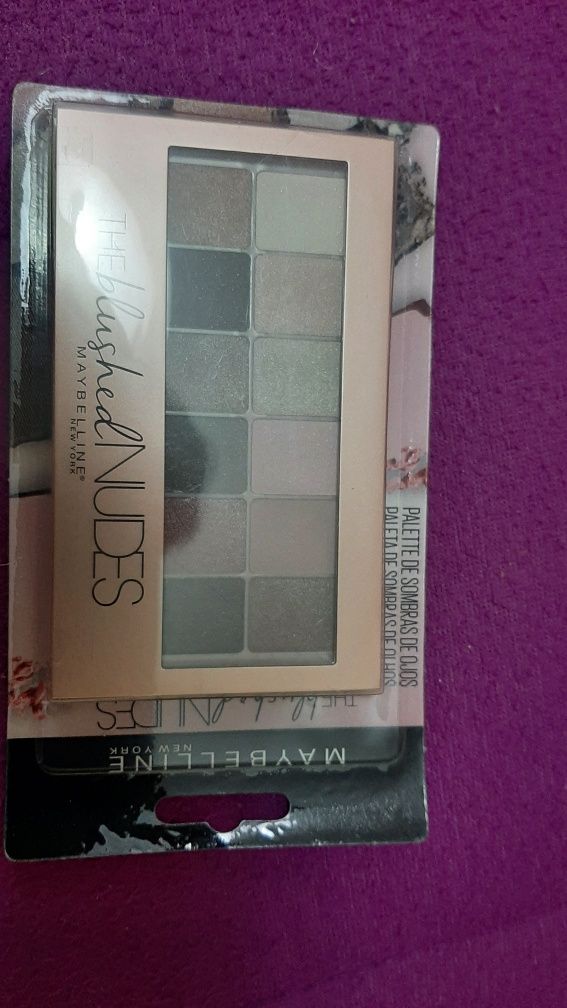 THE blushed NUDES
MAYBELLINE®
NEW YORK
PALETTE DE SOMBRAS DE OJOS
PALETA DE SOMBRAS DE OLHOS
THE blushed NUDES
MAYBELLINE
NEW YORK